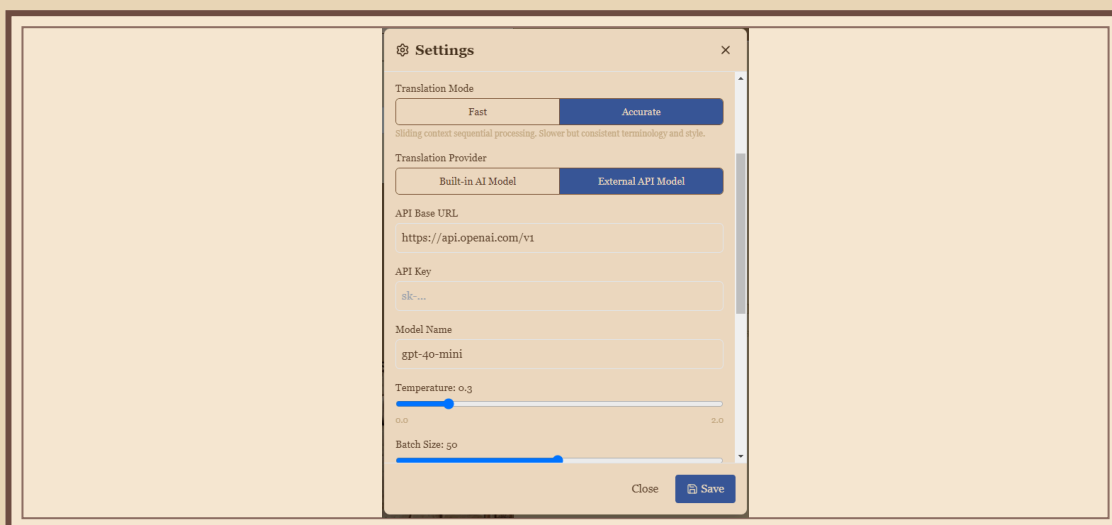 Settings
Translation Mode
Fast
Accurate
Sliding context sequential processing. Slower but consistent terminology and style.
Translation Provider
Built-in AI Model
External API Model
API Base URL
https://api.openai.com/v1
API Key
sk-...
Model Name
gpt-4o-mini
Temperature: 0.3
0.0
2.0
Batch Size: 50
Close
Save